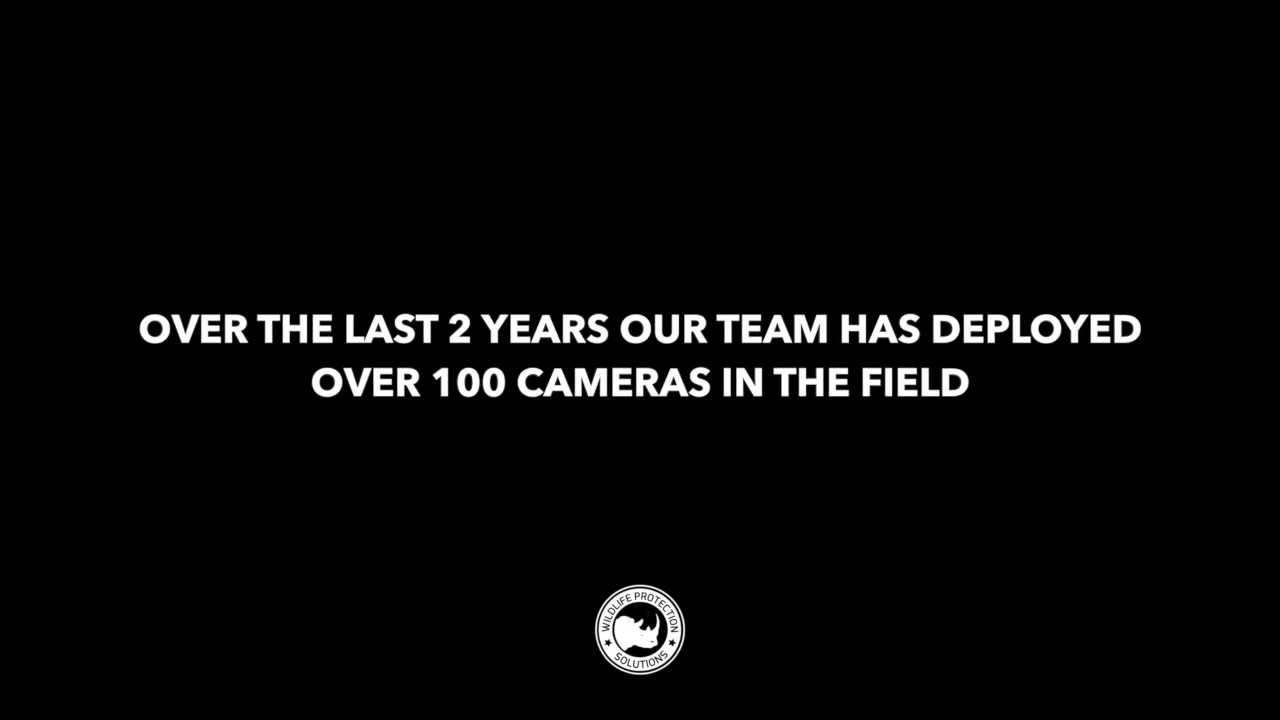 OVER THE LAST 2 YEARS OUR TEAM HAS DEPLOYED
OVER 100 CAMERAS IN THE FIELD
WILDLIFE PROTECTION
SOLUTIONS